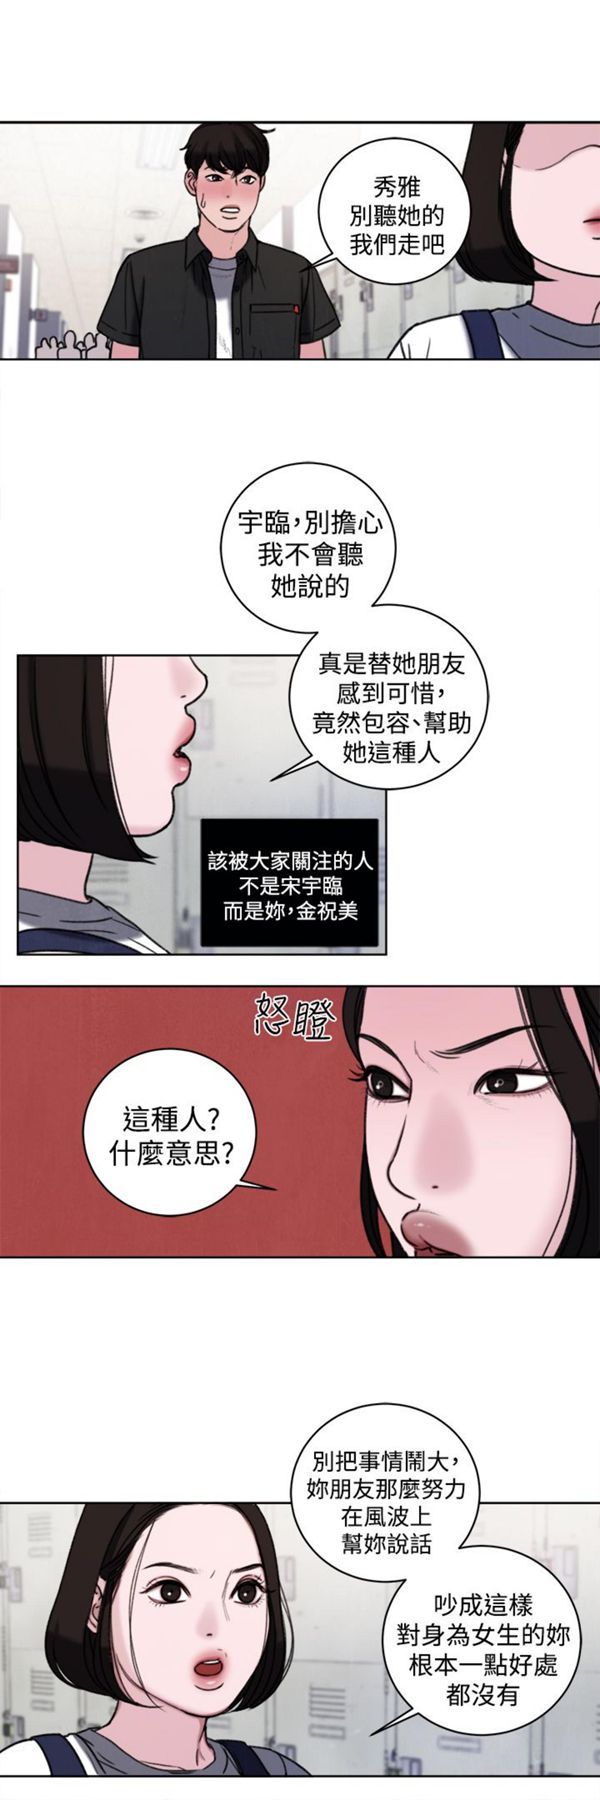 秀雅
別聽她的
我們走吧
宇臨，別擔心
我不會聽
她說的
真是替她朋友
感到可惜，
竟然包容、幫助
她這種人
該被大家關注的人
不是宋宇臨
而是妳，金祝美
怒瞪
這種人？
什麼意思？
別把事情鬧大，
妳朋友那麼努力
在風波上
幫妳說話
吵成這樣
對身為女生的妳
根本一點好處
都沒有